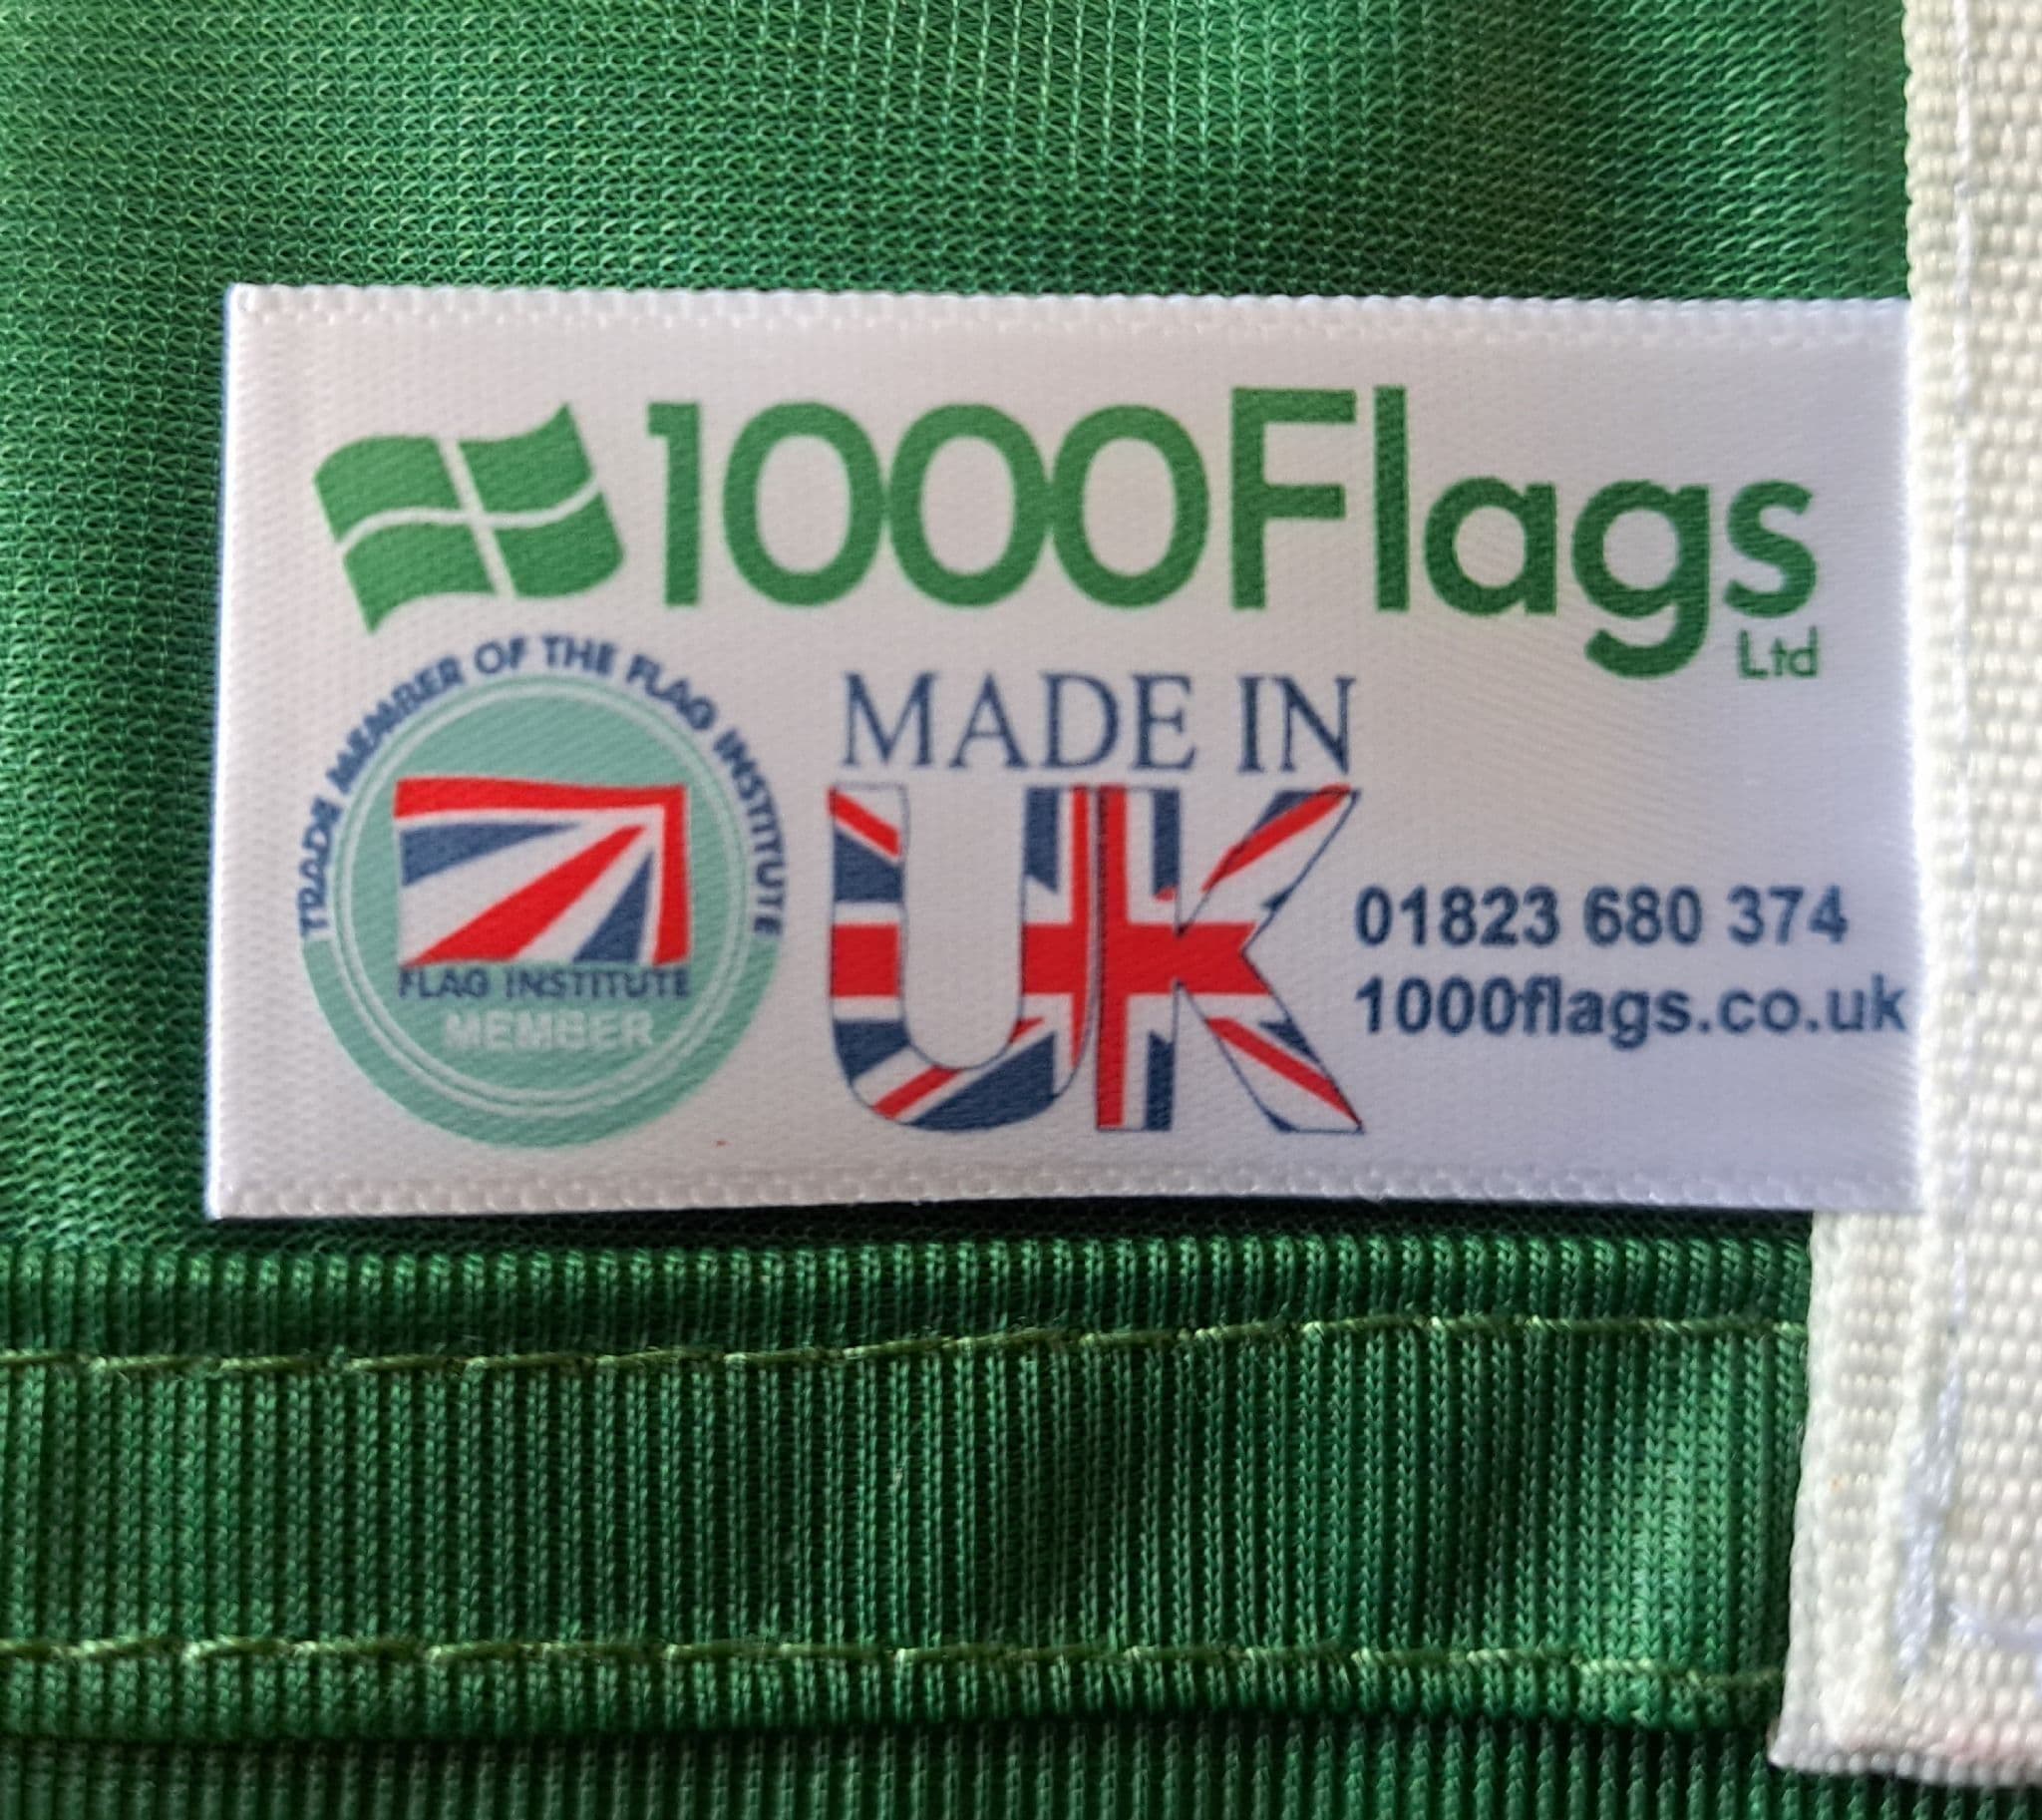 1000Flags
Ltd
TRADE MEMBER OF THE FLAG INSTITUTE
FLAG INSTITUTE
MEMBER
MADE IN
UK
01823 680 374
1000flags.co.uk